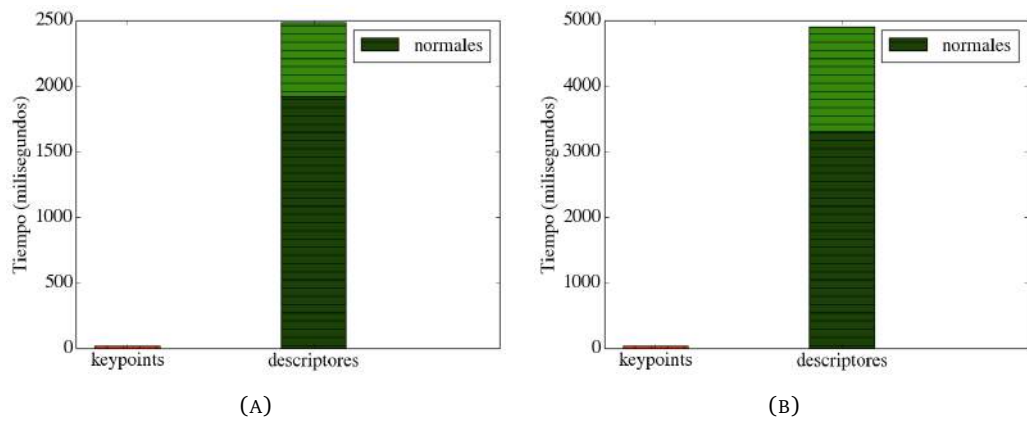 2500
2000
1500
1000
500
0
Tiempo (milisegundos)
normales
keypoints
descriptores
(A)
5000
4000
3000
2000
1000
0
Tiempo (milisegundos)
normales
keypoints
descriptores
(B)